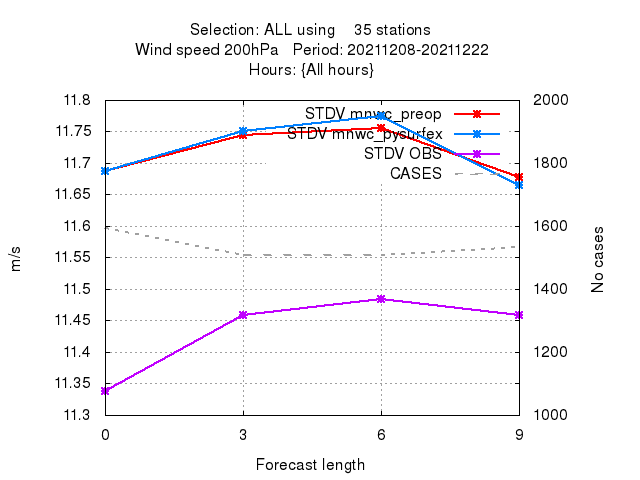 Selection: ALL using 35 stations
Wind speed 200hPa Period: 20211208-20211222
Hours: {All hours}
11.8
11.75
11.7
11.65
11.6
11.55
11.5
11.45
11.4
11.35
11.3
2000
1800
1600
1400
1200
1000
STDV mnwc_preop
STDV mnwc_pysurfex
STDV OBS
CASES
m/s
No cases
0 3 6 9
Forecast length